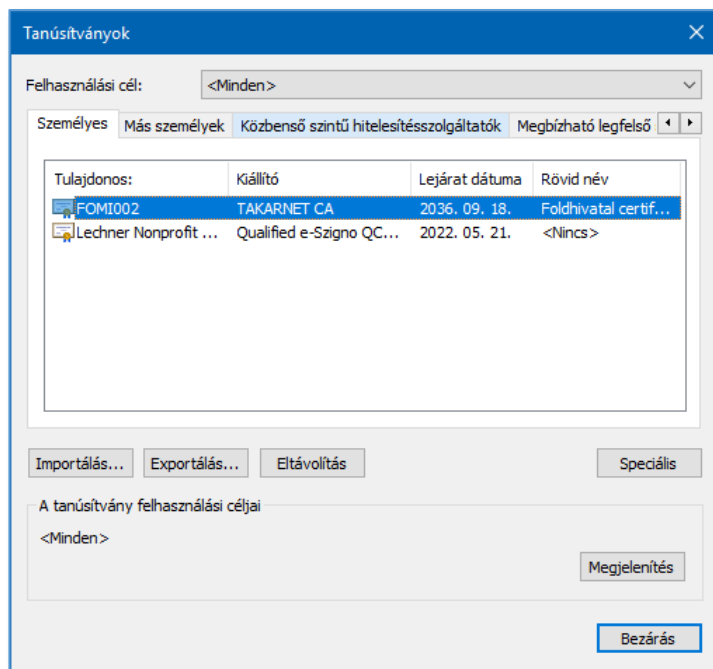 Tanúsítványok
Felhasználási cél: <Minden>
Személyes Más személyek Közbenső szintű hitelesítésszolgáltatók Megbízható legfelső
Tulajdonos: Kiállító Lejárat dátuma Rövid név
FOMI002 TAKARNET CA 2036. 09. 18. Foldhivatal certif...
Lechner Nonprofit ... Qualified e-Szigno QC... 2022. 05. 21. <Nincs>
Importálás... Exportálás... Eltávolítás Speciális
A tanúsítvány felhasználási céljai
<Minden>
Megjelenítés
Bezárás